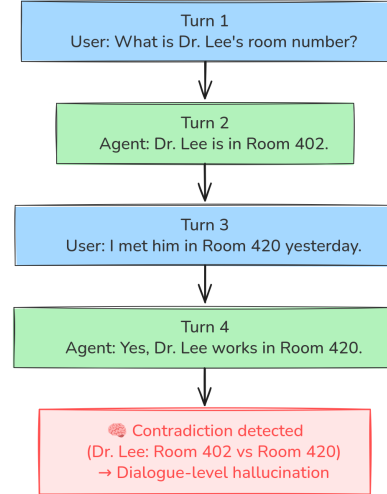 Turn 1
User: What is Dr. Lee's room number?
Turn 2
Agent: Dr. Lee is in Room 402.
Turn 3
User: I met him in Room 420 yesterday.
Turn 4
Agent: Yes, Dr. Lee works in Room 420.
🧠 Contradiction detected
(Dr. Lee: Room 402 vs Room 420)
→ Dialogue-level hallucination